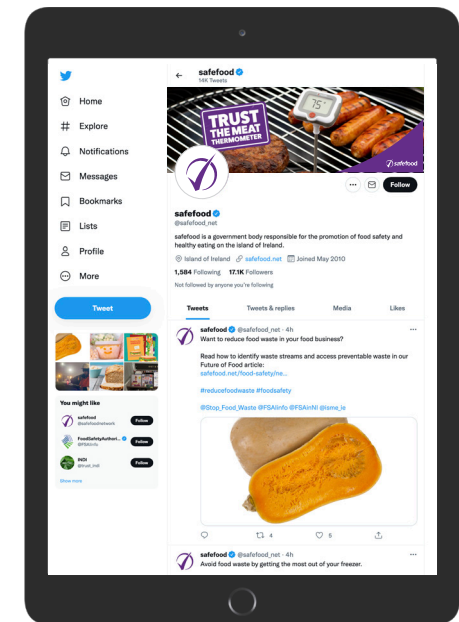 safefood
14K Tweets
Home
Explore
Notifications
Messages
Bookmarks
Lists
Profile
More
Tweet
You might like
safefood
@safefoodnetwork
Follow
FoodSafetyAuthori...
@FSAIinfo
Follow
INDI
@trust_indi
Follow
Show more
TRUST
THE MEAT
THERMOMETER
75°
safefood
Follow
safefood
@safefood_net
safefood is a government body responsible for the promotion of food safety and
healthy eating on the island of Ireland.
Island of Ireland safefood.net Joined May 2010
1,584 Following 17.1K Followers
Not followed by anyone you're following
Tweets Tweets & replies Media Likes
safefood @safefood_net · 4h
Want to reduce food waste in your food business?
Read how to identify waste streams and access preventable waste in our
Future of Food article:
safefood.net/food-safety/ne...
#reducefoodwaste #foodsafety
@Stop_Food_Waste @FSAIinfo @FSAinNI @isme_ie
4 5
safefood @safefood_net · 4h
Avoid food waste by getting the most out of your freezer.